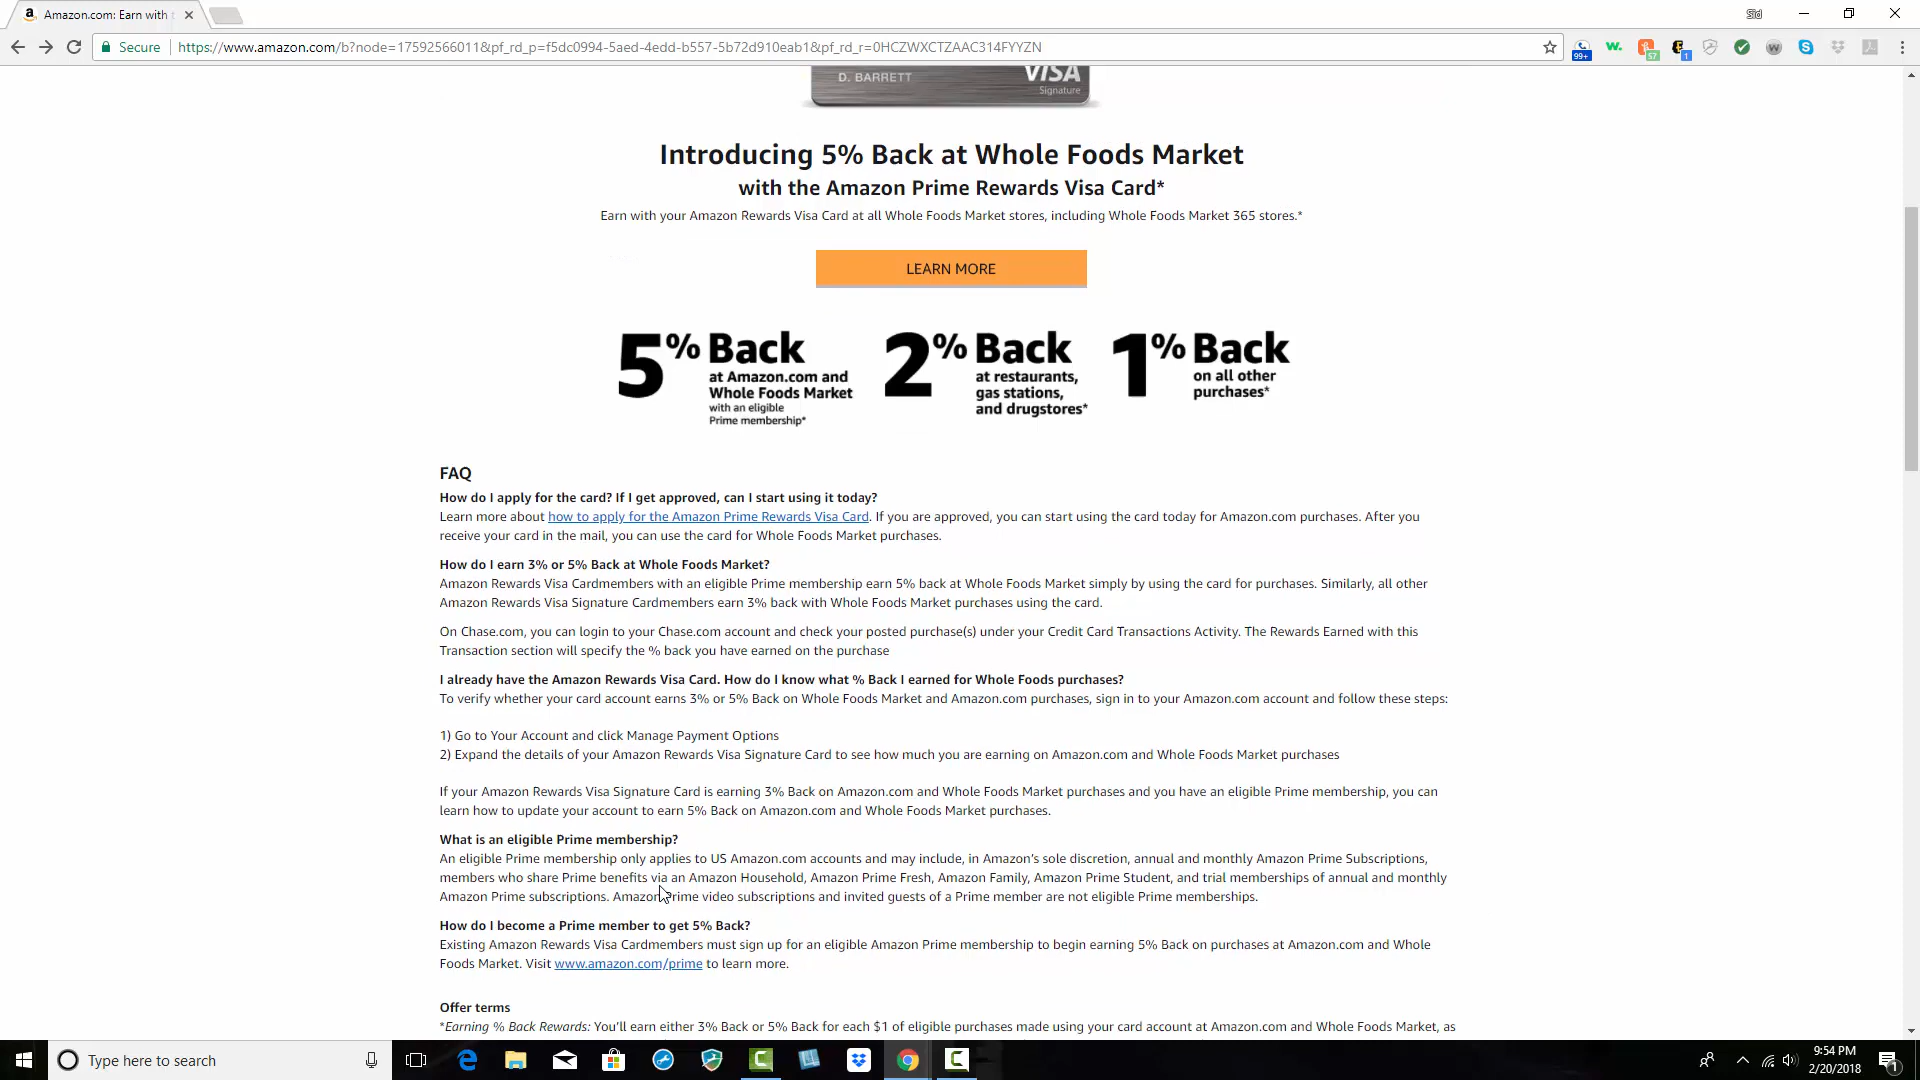 Amazon.com: Earn with
Sid
Secure
https://www.amazon.com/b?node=17592566011&pf_rd_p=f5dc0994-5aed-4edd-b557-5b72d910eab1&pf_rd_r=0HCZWXCTZAAC314FYYZN
99+
w.
57
1
D. BARRETT
VISA
Signature
Introducing 5% Back at Whole Foods Market
with the Amazon Prime Rewards Visa Card*
Earn with your Amazon Rewards Visa Card at all Whole Foods Market stores, including Whole Foods Market 365 stores.*
LEARN MORE
5% Back
at Amazon.com and
Whole Foods Market
with an eligible
Prime membership*
2% Back
at restaurants,
gas stations,
and drugstores*
1% Back
on all other
purchases*
FAQ
How do I apply for the card? If I get approved, can I start using it today?
Learn more about how to apply for the Amazon Prime Rewards Visa Card. If you are approved, you can start using the card today for Amazon.com purchases. After you
receive your card in the mail, you can use the card for Whole Foods Market purchases.
How do I earn 3% or 5% Back at Whole Foods Market?
Amazon Rewards Visa Cardmembers with an eligible Prime membership earn 5% back at Whole Foods Market simply by using the card for purchases. Similarly, all other
Amazon Rewards Visa Signature Cardmembers earn 3% back with Whole Foods Market purchases using the card.
On Chase.com, you can login to your Chase.com account and check your posted purchase(s) under your Credit Card Transactions Activity. The Rewards Earned with this
Transaction section will specify the % back you have earned on the purchase
I already have the Amazon Rewards Visa Card. How do I know what % Back I earned for Whole Foods purchases?
To verify whether your card account earns 3% or 5% Back on Whole Foods Market and Amazon.com purchases, sign in to your Amazon.com account and follow these steps:
1) Go to Your Account and click Manage Payment Options
2) Expand the details of your Amazon Rewards Visa Signature Card to see how much you are earning on Amazon.com and Whole Foods Market purchases
If your Amazon Rewards Visa Signature Card is earning 3% Back on Amazon.com and Whole Foods Market purchases and you have an eligible Prime membership, you can
learn how to update your account to earn 5% Back on Amazon.com and Whole Foods Market purchases.
What is an eligible Prime membership?
An eligible Prime membership only applies to US Amazon.com accounts and may include, in Amazon's sole discretion, annual and monthly Amazon Prime Subscriptions,
members who share Prime benefits via an Amazon Household, Amazon Prime Fresh, Amazon Family, Amazon Prime Student, and trial memberships of annual and monthly
Amazon Prime subscriptions. Amazon Prime video subscriptions and invited guests of a Prime member are not eligible Prime memberships.
How do I become a Prime member to get 5% Back?
Existing Amazon Rewards Visa Cardmembers must sign up for an eligible Amazon Prime membership to begin earning 5% Back on purchases at Amazon.com and Whole
Foods Market. Visit www.amazon.com/prime to learn more.
Offer terms
*Earning % Back Rewards: You'll earn either 3% Back or 5% Back for each $1 of eligible purchases made using your card account at Amazon.com and Whole Foods Market, as
Type here to search
9:54 PM
2/20/2018
1